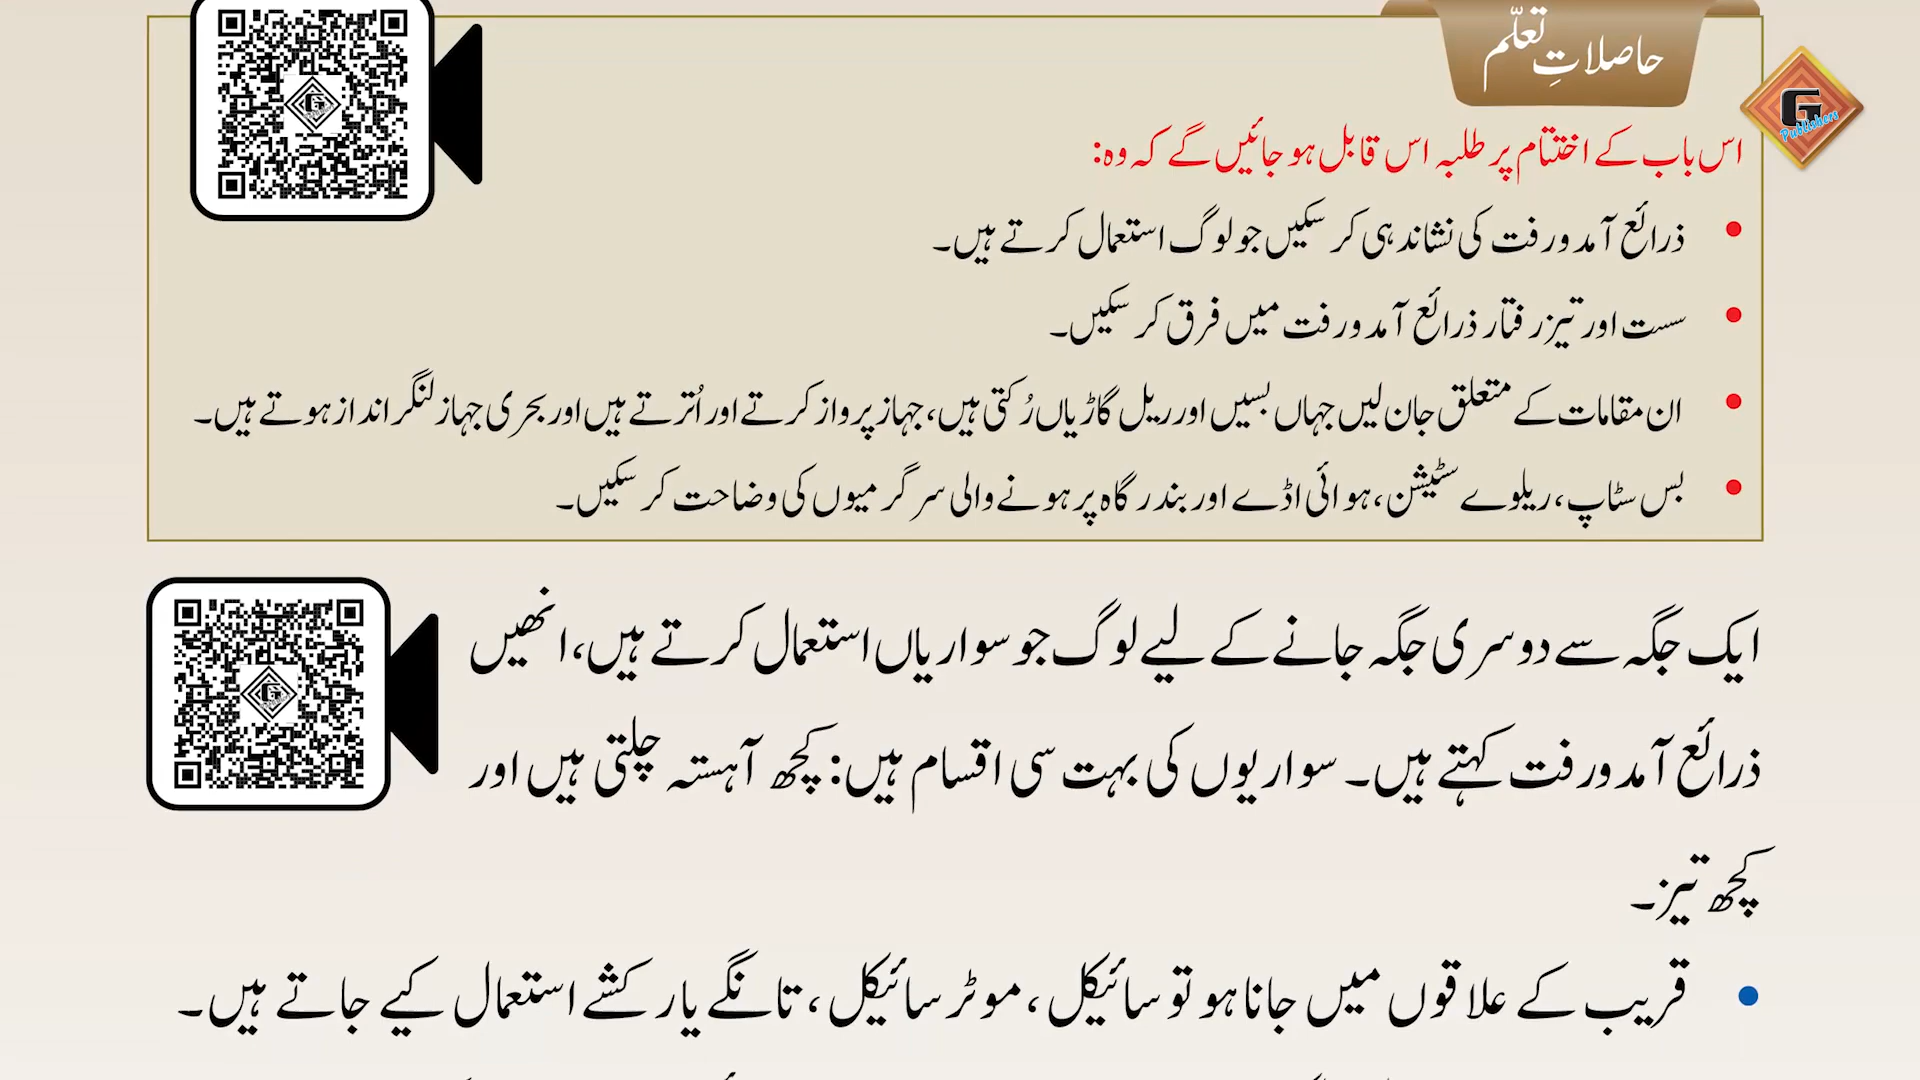 حاصلاتِ تعلّم
G Publishers
اس باب کے اختتام پر طلبہ اس قابل ہو جائیں گے کہ وہ:
• ذرائع آمد ورفت کی نشاندہی کر سکیں جو لوگ استعمال کرتے ہیں۔
• سست اور تیز رفتار ذرائع آمد ورفت میں فرق کر سکیں۔
• ان مقامات کے متعلق جان لیں جہاں بسیں اور ریل گاڑیاں رُکتی ہیں، جہاز پرواز کرتے اور اُترتے ہیں اور بحری جہاز لنگر انداز ہوتے ہیں۔
• بس سٹاپ، ریلوے سٹیشن، ہوائی اڈے اور بندر گاہ پر ہونے والی سرگرمیوں کی وضاحت کر سکیں۔
ایک جگہ سے دوسری جگہ جانے کے لیے لوگ جو سواریاں استعمال کرتے ہیں، انھیں
ذرائع آمد ورفت کہتے ہیں۔ سواریوں کی بہت سی اقسام ہیں: کچھ آہستہ چلتی ہیں اور
کچھ تیز۔
• قریب کے علاقوں میں جانا ہو تو سائیکل، موٹر سائیکل، تانگے یا رکشے استعمال کیے جاتے ہیں۔